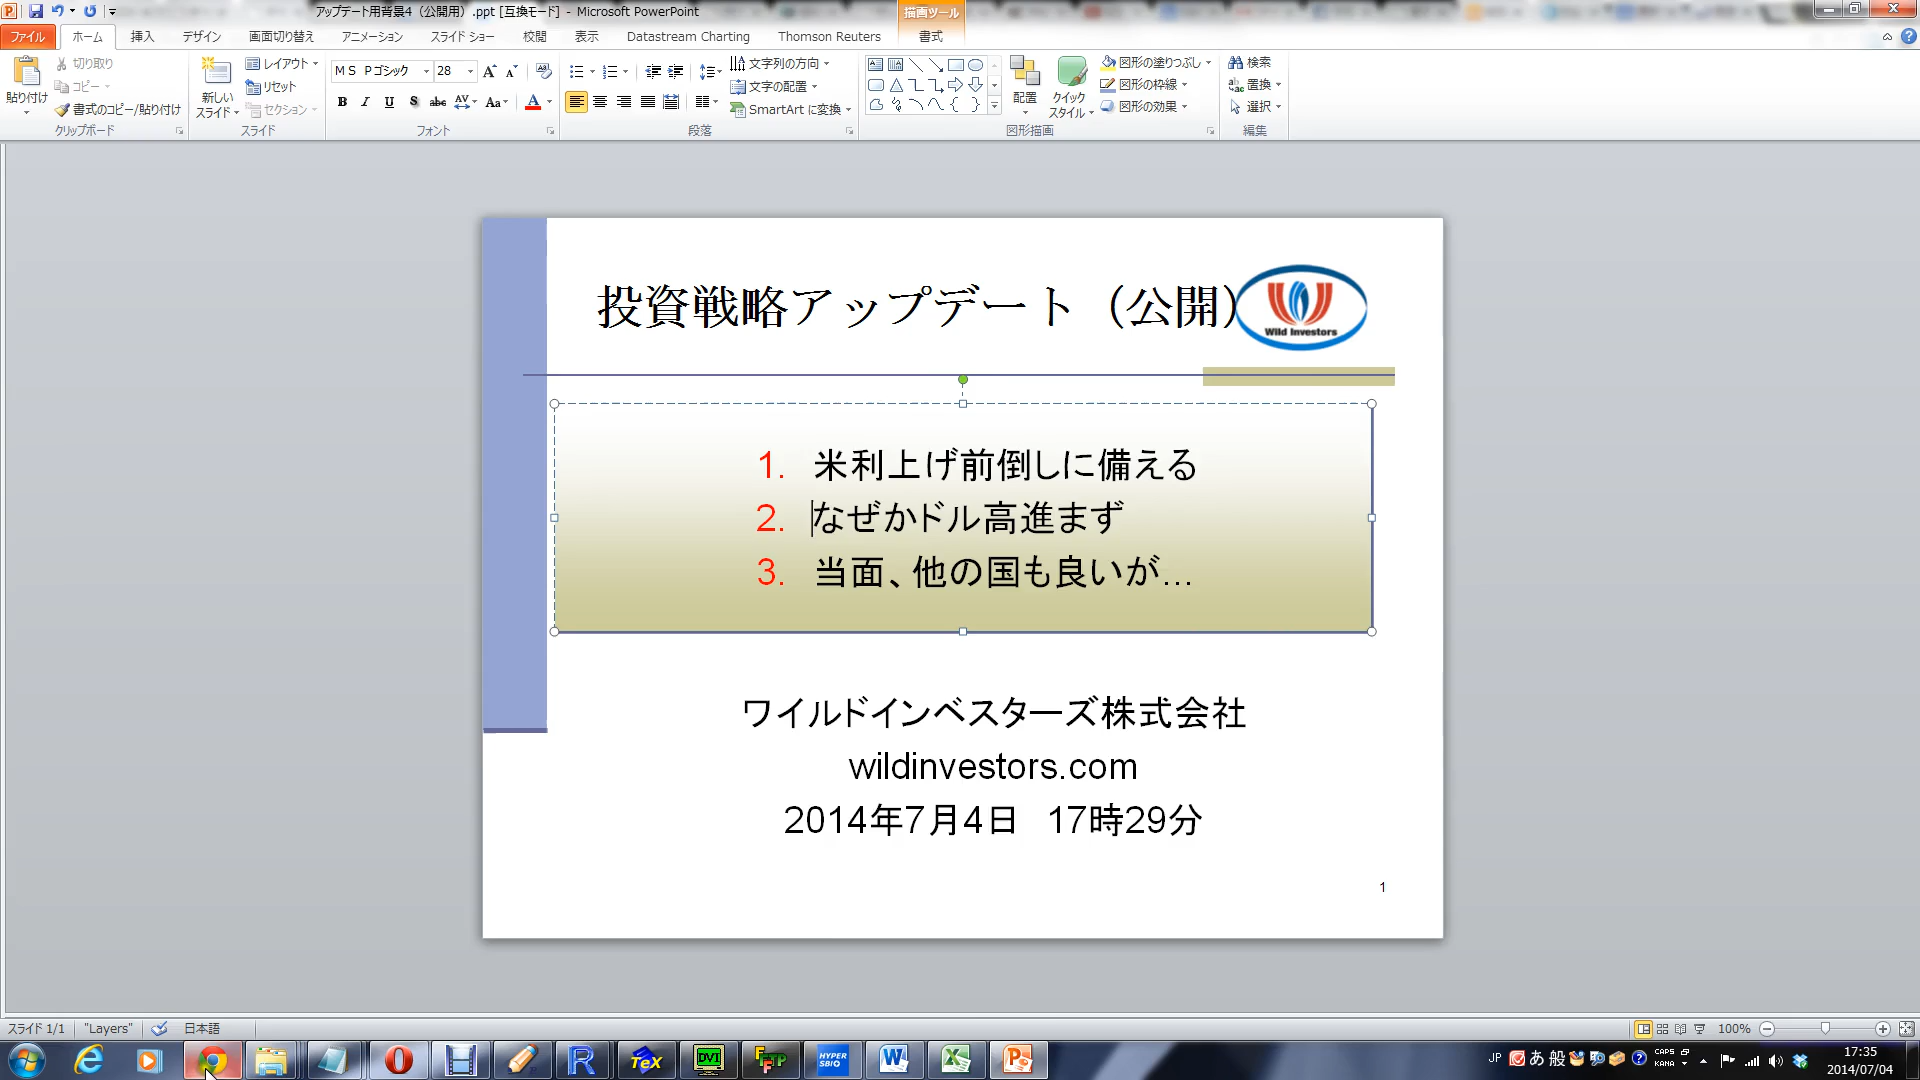 アップデート用背景4（公開用）.ppt [互換モード] - Microsoft PowerPoint
描画ツール
ファイル ホーム 挿入 デザイン 画面切り替え アニメーション スライド ショー 校閲 表示 Datastream Charting Thomson Reuters 書式
貼り付け
切り取り
コピー
書式のコピー/貼り付け
クリップボード
新しい
スライド
レイアウト
リセット
セクション
スライド
ＭＳ Ｐゴシック 28
B I U S abc AV Aa A
フォント
文字列の方向
文字の配置
SmartArt に変換
段落
配置
クイック
スタイル
図形の塗りつぶし
図形の枠線
図形の効果
図形描画
検索
置換
選択
編集
投資戦略アップデート（公開）
Wild Investors
1. 米利上げ前倒しに備える
2. なぜかドル高進まず
3. 当面、他の国も良いが…
ワイルドインベスターズ株式会社
wildinvestors.com
2014年7月4日 17時29分
1
スライド 1/1 "Layers" 日本語 100%
TeX DVI FFTP HYPER SBI
JP あ 般 CAPS KANA
17:35
2014/07/04